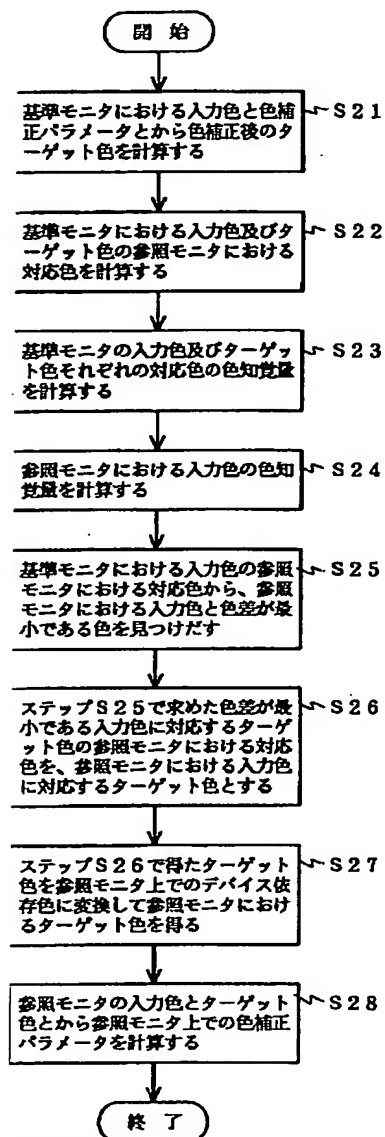 開 始
基準モニタにおける入力色と色補
正パラメータとから色補正後のタ
ーゲット色を計算する
S21
基準モニタにおける入力色及びタ
ーゲット色の参照モニタにおける
対応色を計算する
S22
基準モニタの入力色及びターゲッ
ト色それぞれの対応色の色知覚量
を計算する
S23
参照モニタにおける入力色の色知
覚量を計算する
S24
基準モニタにおける入力色の参照
モニタにおける対応色から、参照
モニタにおける入力色と色差が最
小である色を見つけだす
S25
ステップS25で求めた色差が最
小である入力色に対応するターゲ
ット色の参照モニタにおける対応
色を、参照モニタにおける入力色
に対応するターゲット色とする
S26
ステップS26で得たターゲット
色を参照モニタ上でのデバイス依
存色に変換して参照モニタにおけ
るターゲット色を得る
S27
参照モニタの入力色とターゲット
色とから参照モニタ上での色補正
パラメータを計算する
S28
終 了